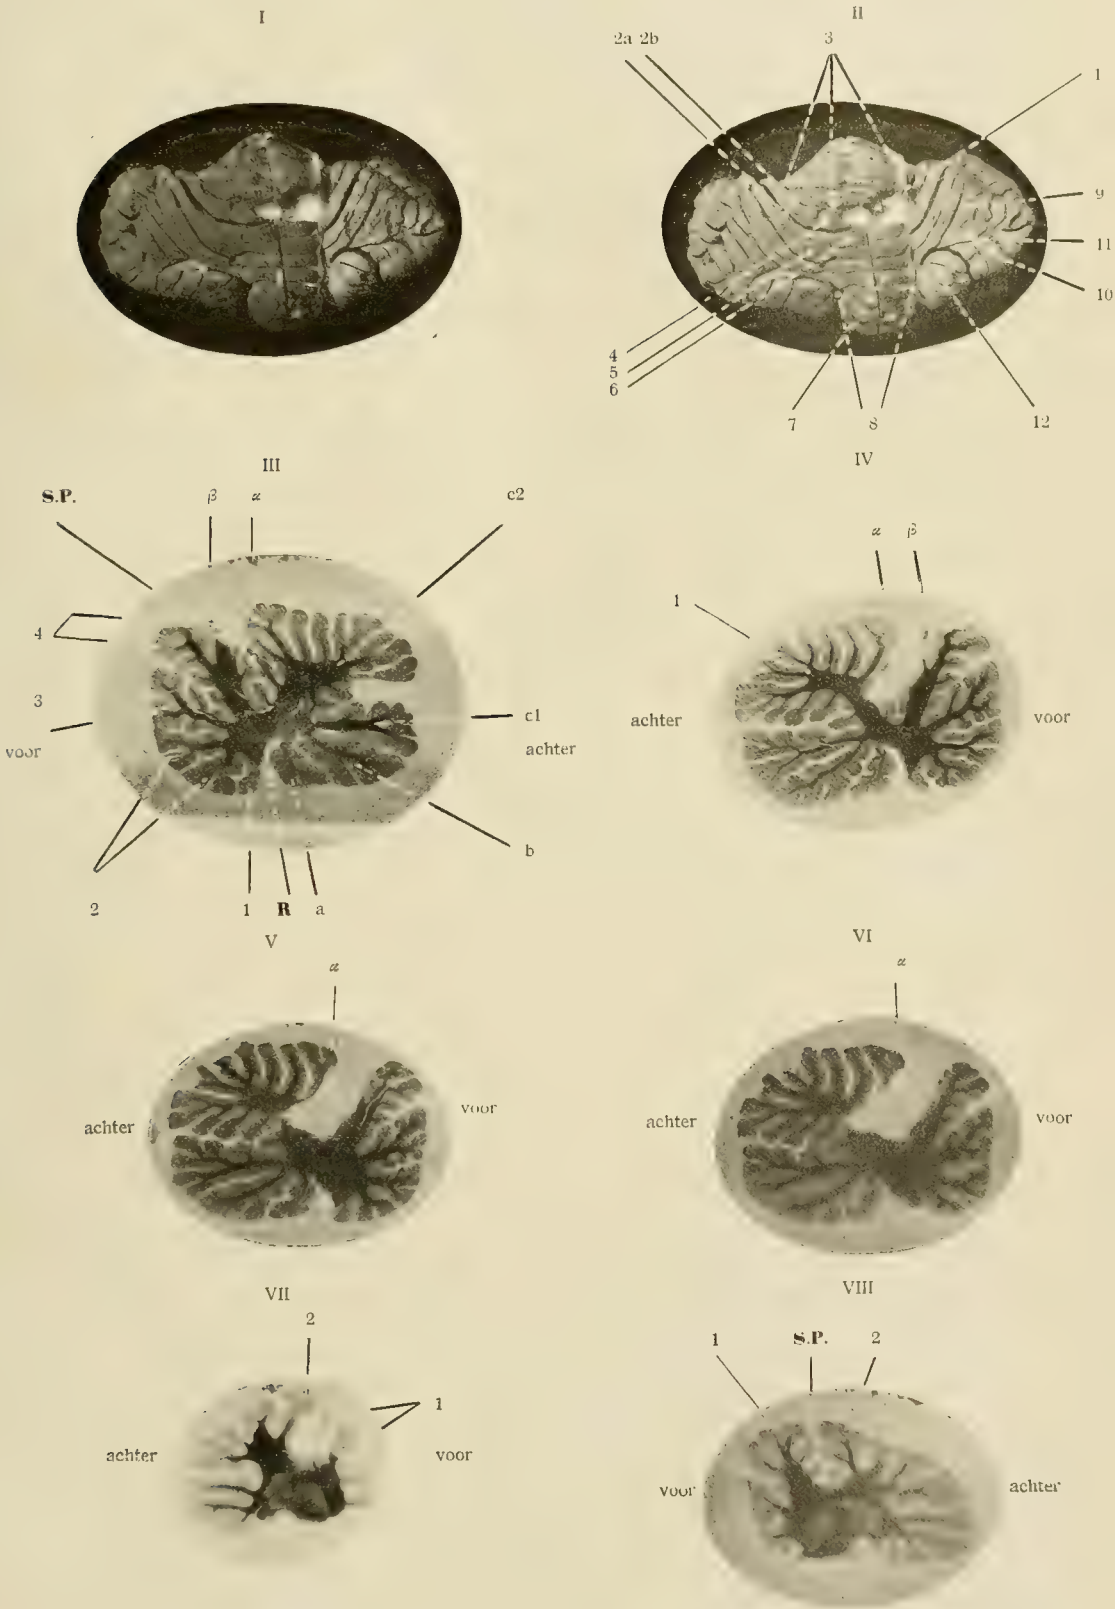 I
II
2a 2b 3
1
9
11
10
4
5
6
7 8 12
III
IV
S.P. β α c2
4
3
voor
c1
achter
b
2 1 R a
α β
1
achter voor
V
VI
α
achter voor
α
achter voor
VII
VIII
2
1
achter voor
1 S.P. 2
voor achter